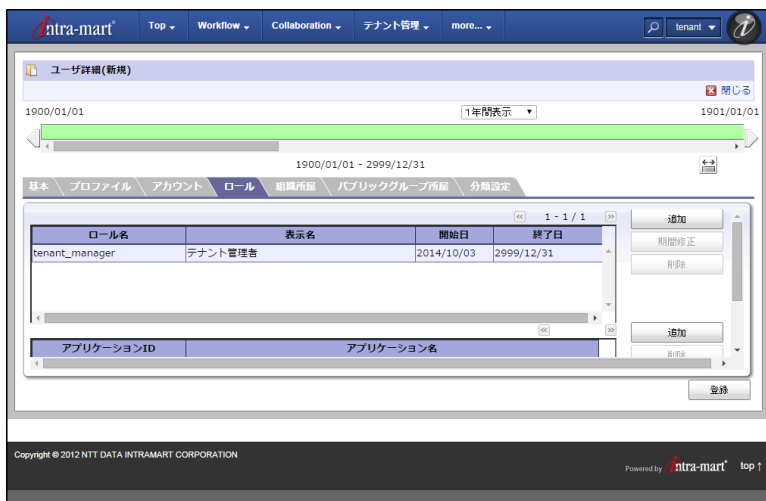 intra-mart® Top Workflow Collaboration テナント管理 more... tenant
ユーザ詳細(新規)
閉じる
1900/01/01 1年間表示 1901/01/01
1900/01/01 - 2999/12/31
基本 プロファイル アカウント ロール 組織所属 パブリックグループ所属 分類設定
1 - 1 / 1 追加
ロール名 表示名 開始日 終了日 期間修正
tenant_manager テナント管理者 2014/10/03 2999/12/31
削除
追加
アプリケーションID アプリケーション名 削除
登録
Copyright © 2012 NTT DATA INTRAMART CORPORATION
Powered by intra-mart® top ↑